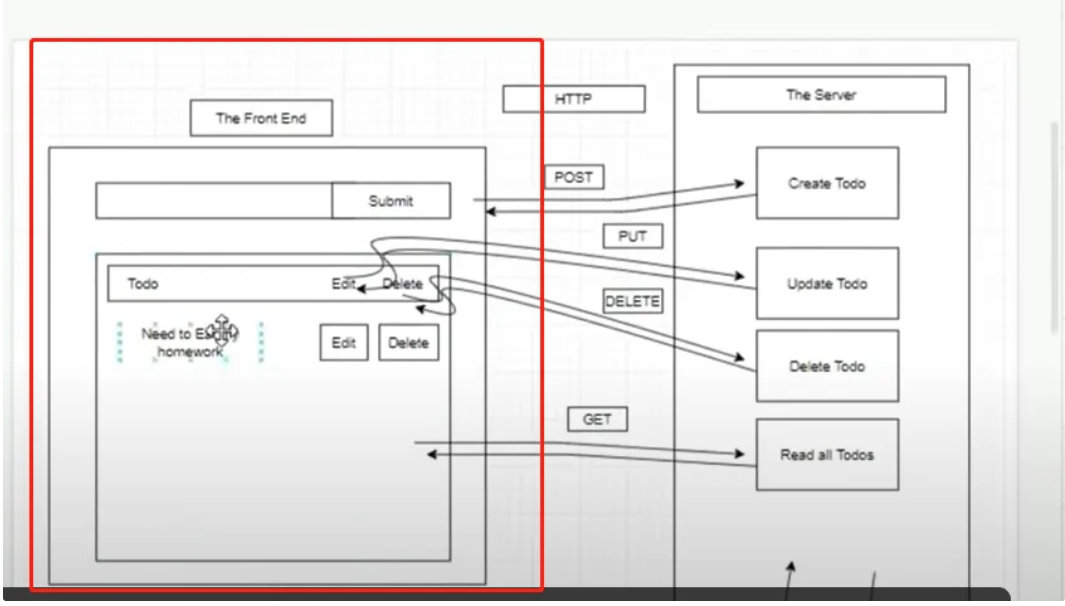 The Front End
HTTP
The Server
Submit
POST
Create Todo
PUT
Todo
Edit
Delete
Update Todo
DELETE
Need to
homework
Edit
Delete
Delete Todo
GET
Read all Todos